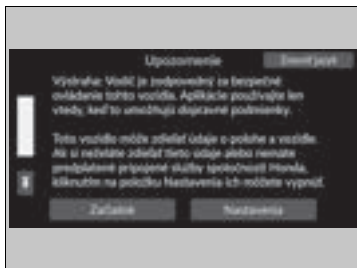 Upozornenie
Zmeniť jazyk
Výstraha: Vodič je zodpovedný za bezpečné
ovládanie tohto vozidla. Aplikácie používajte len
vtedy, keď to umožňujú dopravné podmienky.
Toto vozidlo môže zdieľať údaje o polohe a vozidle.
Ak si neželáte zdieľať tieto údaje alebo nemáte
predplatené pripojené služby spoločnosti Honda,
kliknutím na položku Nastavenia ich môžete vypnúť.
Začiatok
Nastavenia